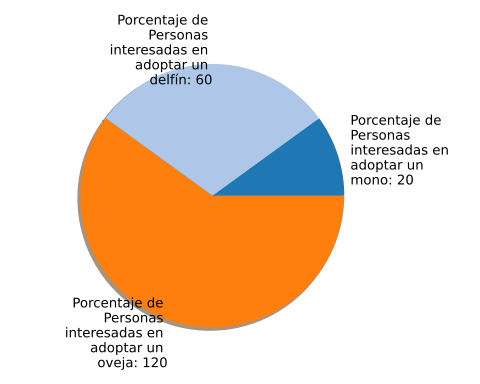 Porcentaje de
Personas
interesadas en
adoptar un
delfín: 60
Porcentaje de
Personas
interesadas en
adoptar un
mono: 20
Porcentaje de
Personas
interesadas en
adoptar un
oveja: 120